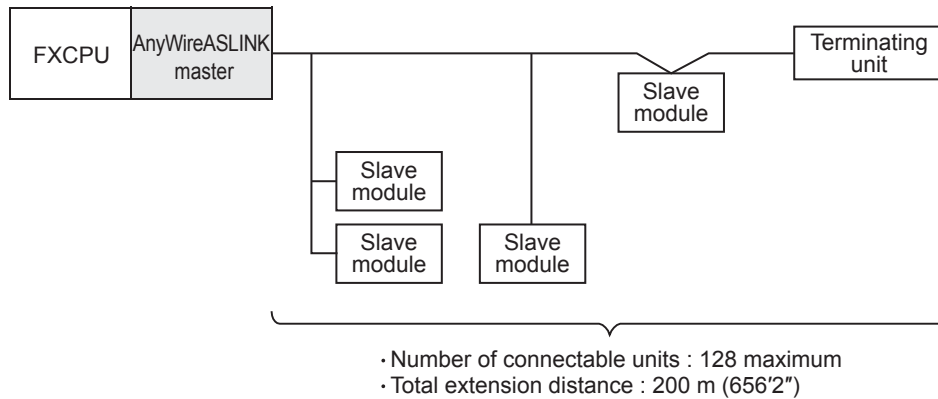 FXCPU
AnyWireASLINK
master
Terminating
unit
Slave
module
Slave
module
Slave
module
Slave
module
· Number of connectable units : 128 maximum
· Total extension distance : 200 m (656′2″)